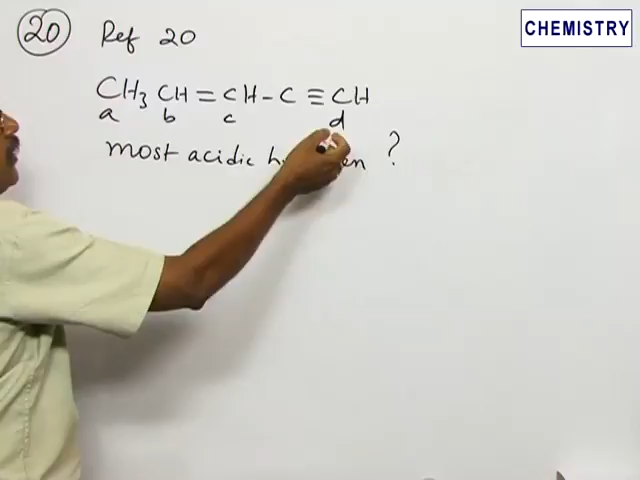 20 Ref 20
CHEMISTRY
CH₃ CH=CH-C≡CH
a b c d
most acidic ?